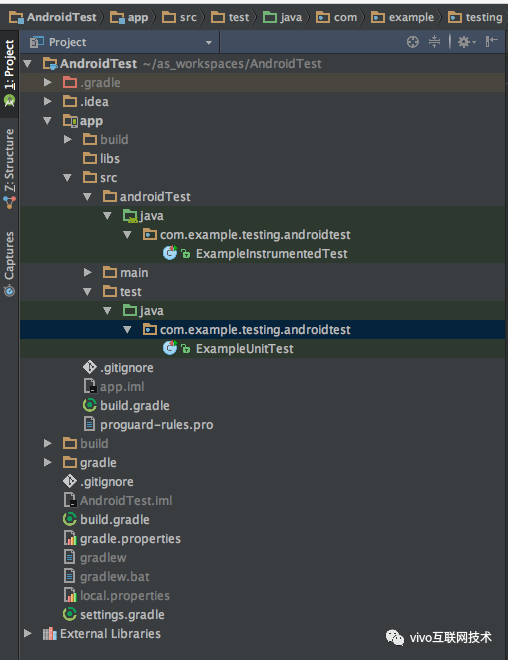 AndroidTest app src test java com example testing
Project
AndroidTest ~/as_workspaces/AndroidTest
.gradle
.idea
app
build
libs
src
androidTest
java
com.example.testing.androidtest
ExampleInstrumentedTest
main
test
java
com.example.testing.androidtest
ExampleUnitTest
.gitignore
app.iml
build.gradle
proguard-rules.pro
build
gradle
.gitignore
AndroidTest.iml
build.gradle
gradle.properties
gradlew
gradlew.bat
local.properties
settings.gradle
External Libraries
1: Project
Z: Structure
Captures
vivo互联网技术